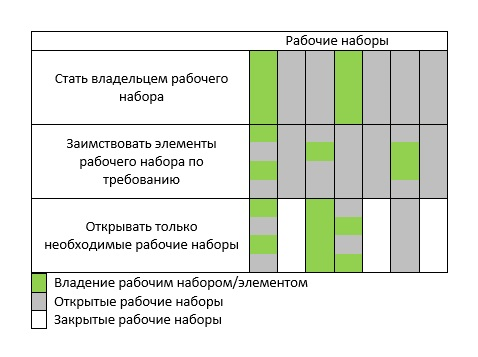 Рабочие наборы
Стать владельцем рабочего
набора
Заимствовать элементы
рабочего набора по
требованию
Открывать только
необходимые рабочие наборы
Владение рабочим набором/элементом
Открытые рабочие наборы
Закрытые рабочие наборы